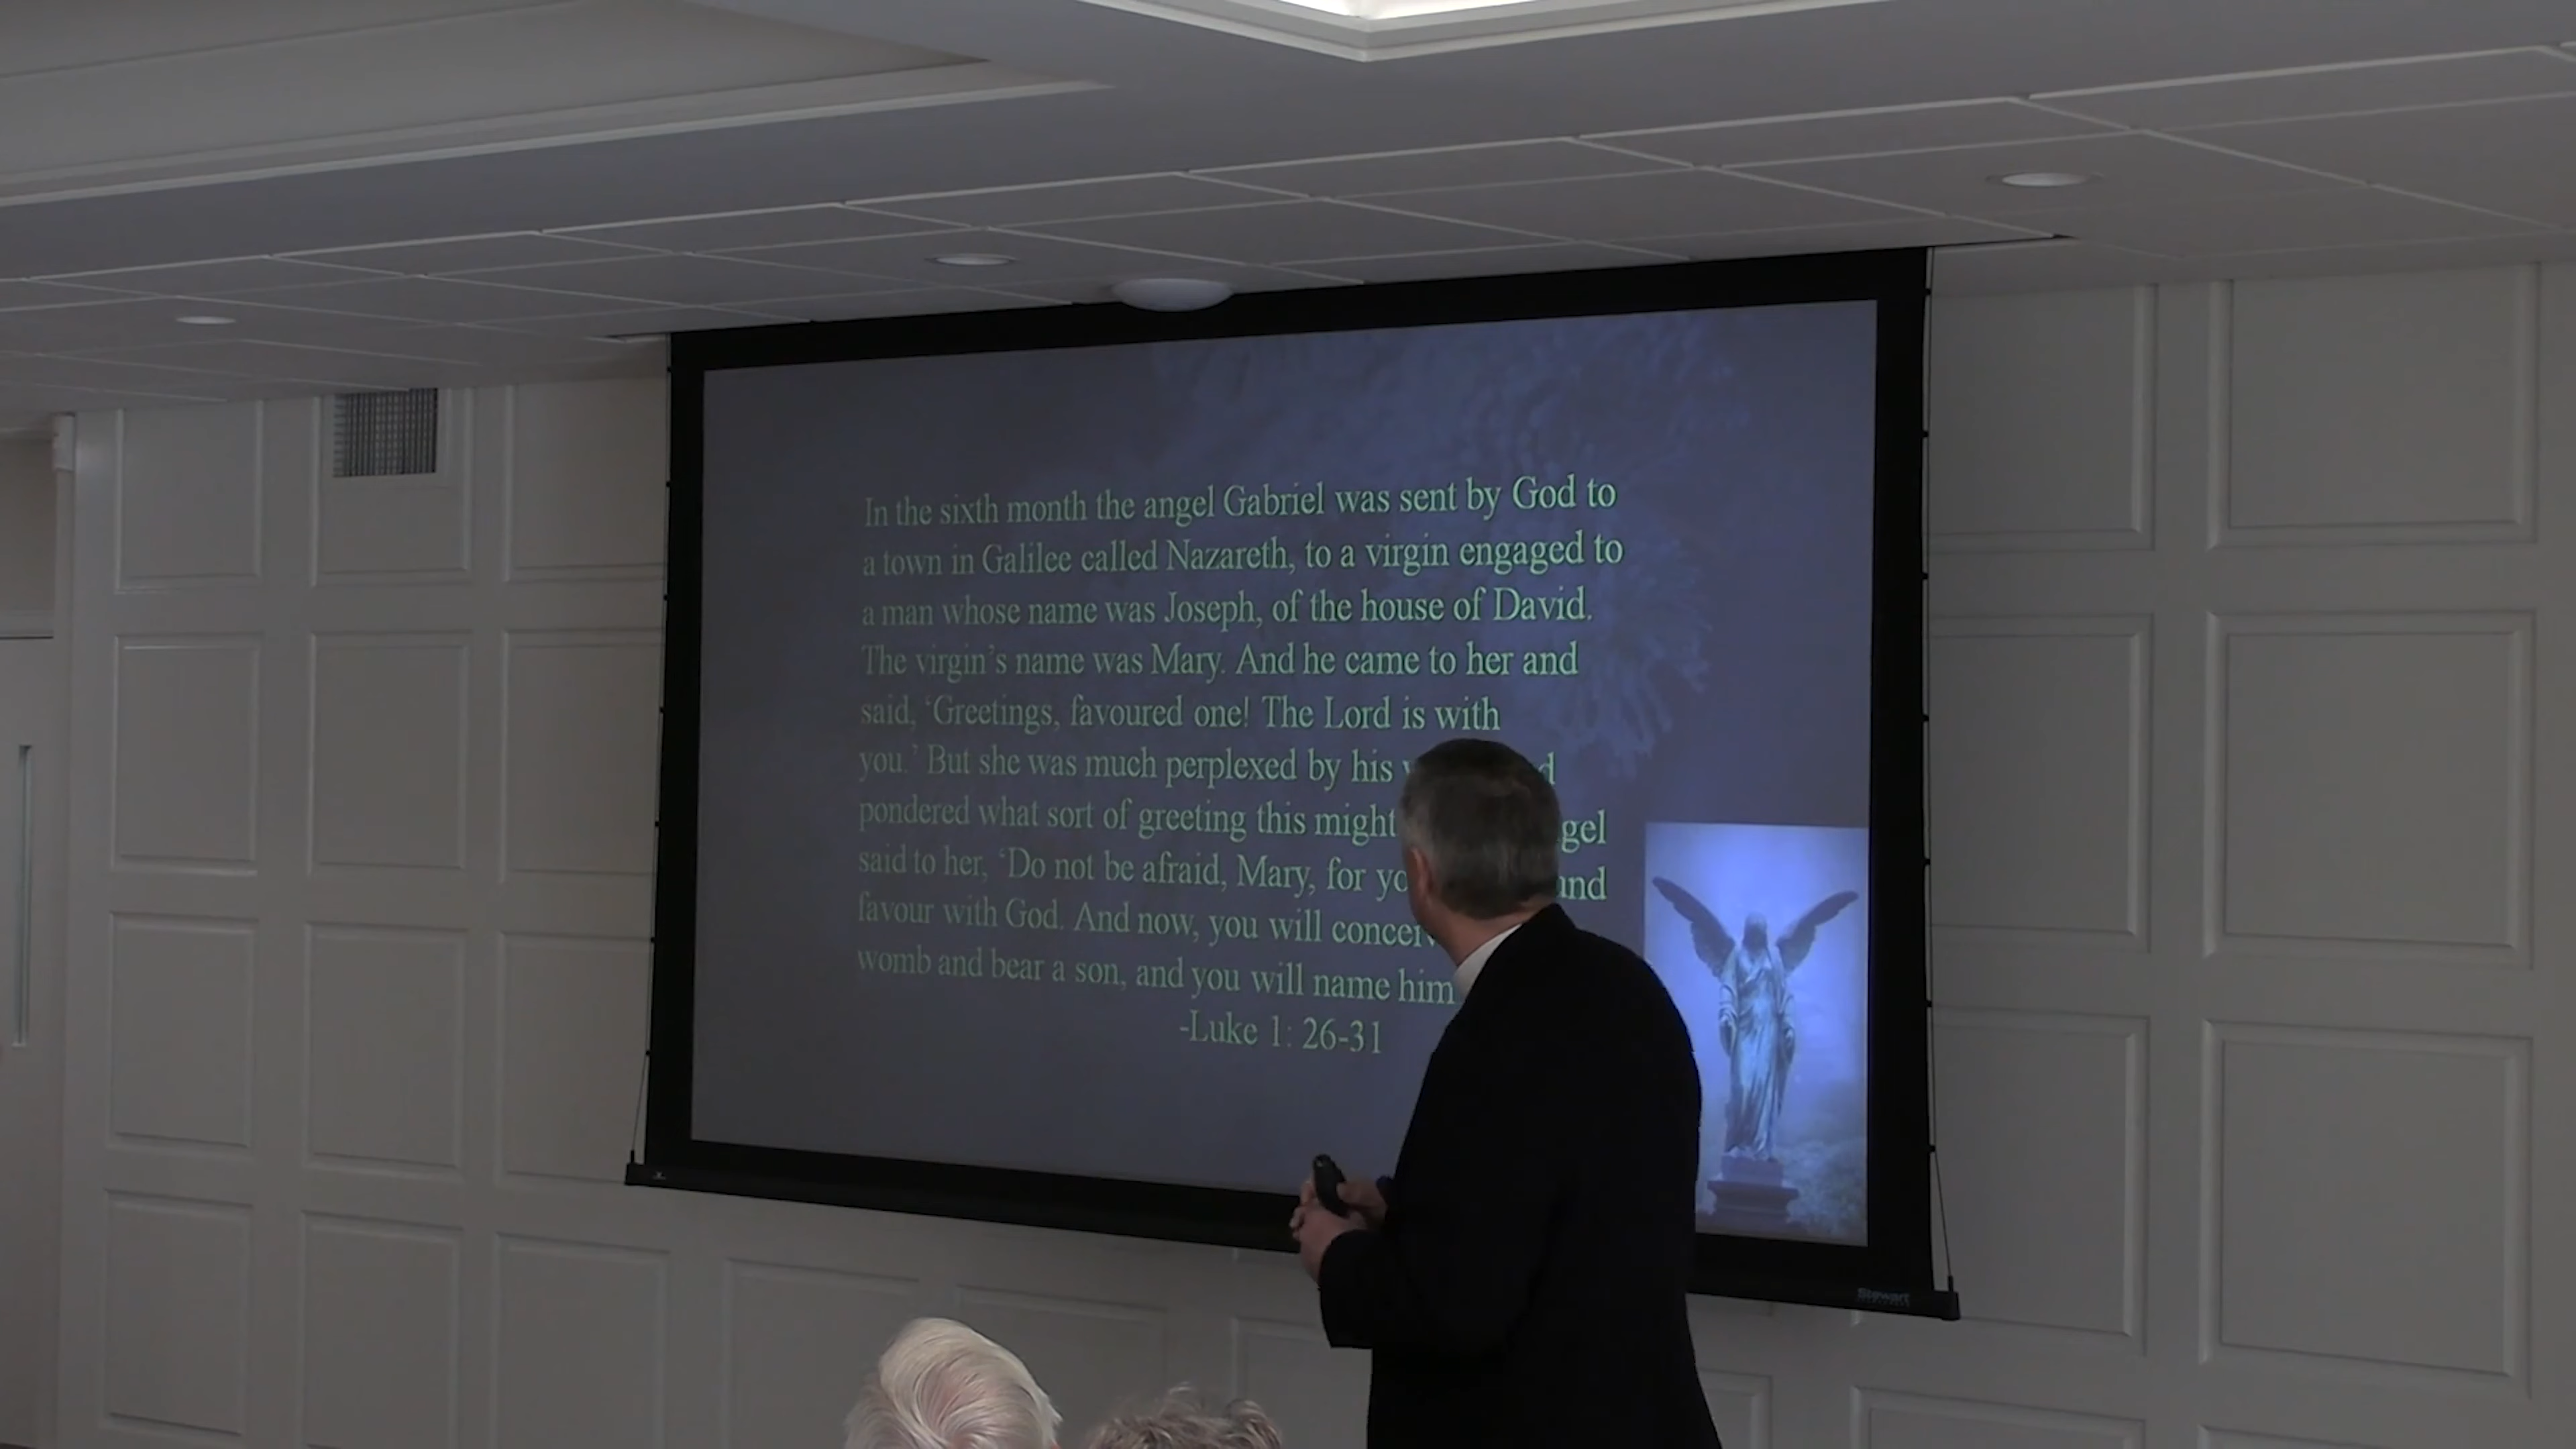 In the sixth month the angel Gabriel was sent by God to
a town in Galilee called Nazareth, to a virgin engaged to
a man whose name was Joseph, of the house of David.
The virgin's name was Mary. And he came to her and
said, 'Greetings, favoured one! The Lord is with
you.' But she was much perplexed by his
pondered what sort of greeting this might
said to her, 'Do not be afraid, Mary, for
favour with God. And now, you will
womb and bear a son, and you will name him
-Luke 1: 26-31
Stewart